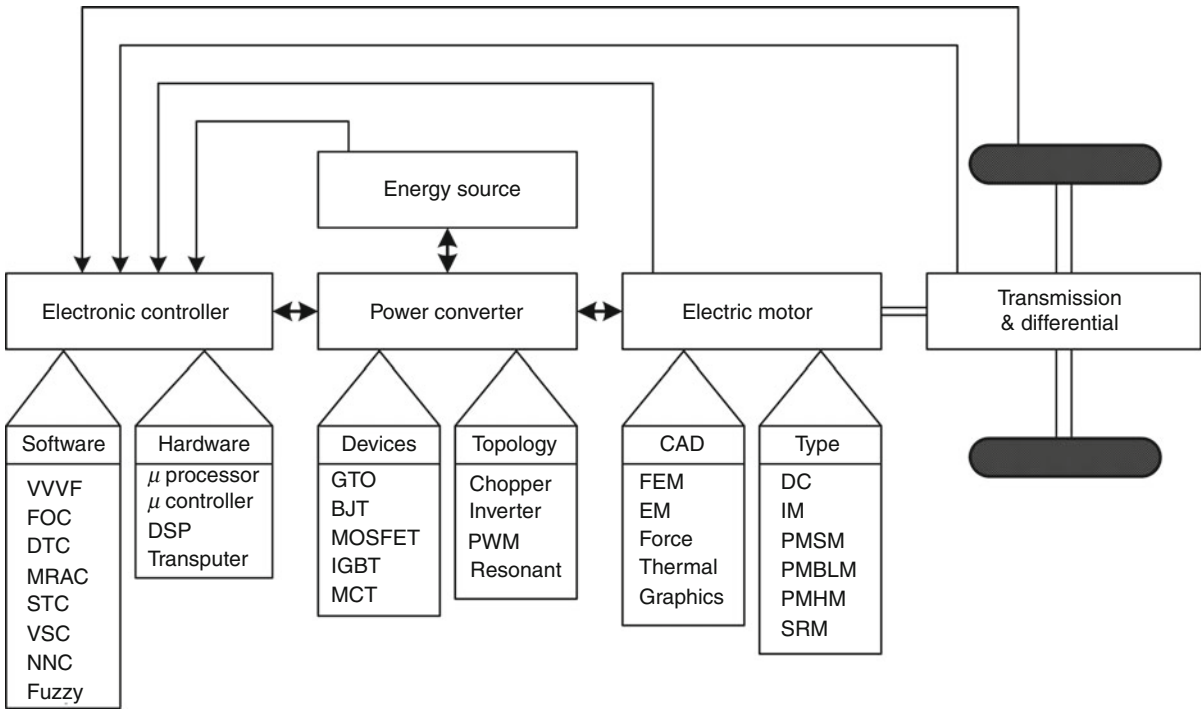 Energy source
Electronic controller
Power converter
Electric motor
Transmission
& differential
Software
VVVF
FOC
DTC
MRAC
STC
VSC
NNC
Fuzzy
Hardware
μ processor
μ controller
DSP
Transputer
Devices
GTO
BJT
MOSFET
IGBT
MCT
Topology
Chopper
Inverter
PWM
Resonant
CAD
FEM
EM
Force
Thermal
Graphics
Type
DC
IM
PMSM
PMBLM
PMHM
SRM